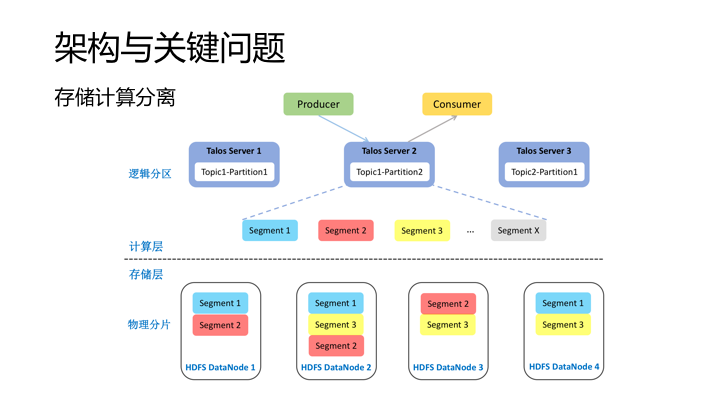 架构与关键问题
存储计算分离
Producer
Consumer
Talos Server 1
Talos Server 2
Talos Server 3
逻辑分区
Topic1-Partition1
Topic1-Partition2
Topic2-Partition1
Segment 1
Segment 2
Segment 3
...
Segment X
计算层
存储层
物理分片
Segment 1
Segment 2
HDFS DataNode 1
Segment 1
Segment 3
Segment 2
HDFS DataNode 2
Segment 2
Segment 3
HDFS DataNode 3
Segment 1
Segment 3
HDFS DataNode 4